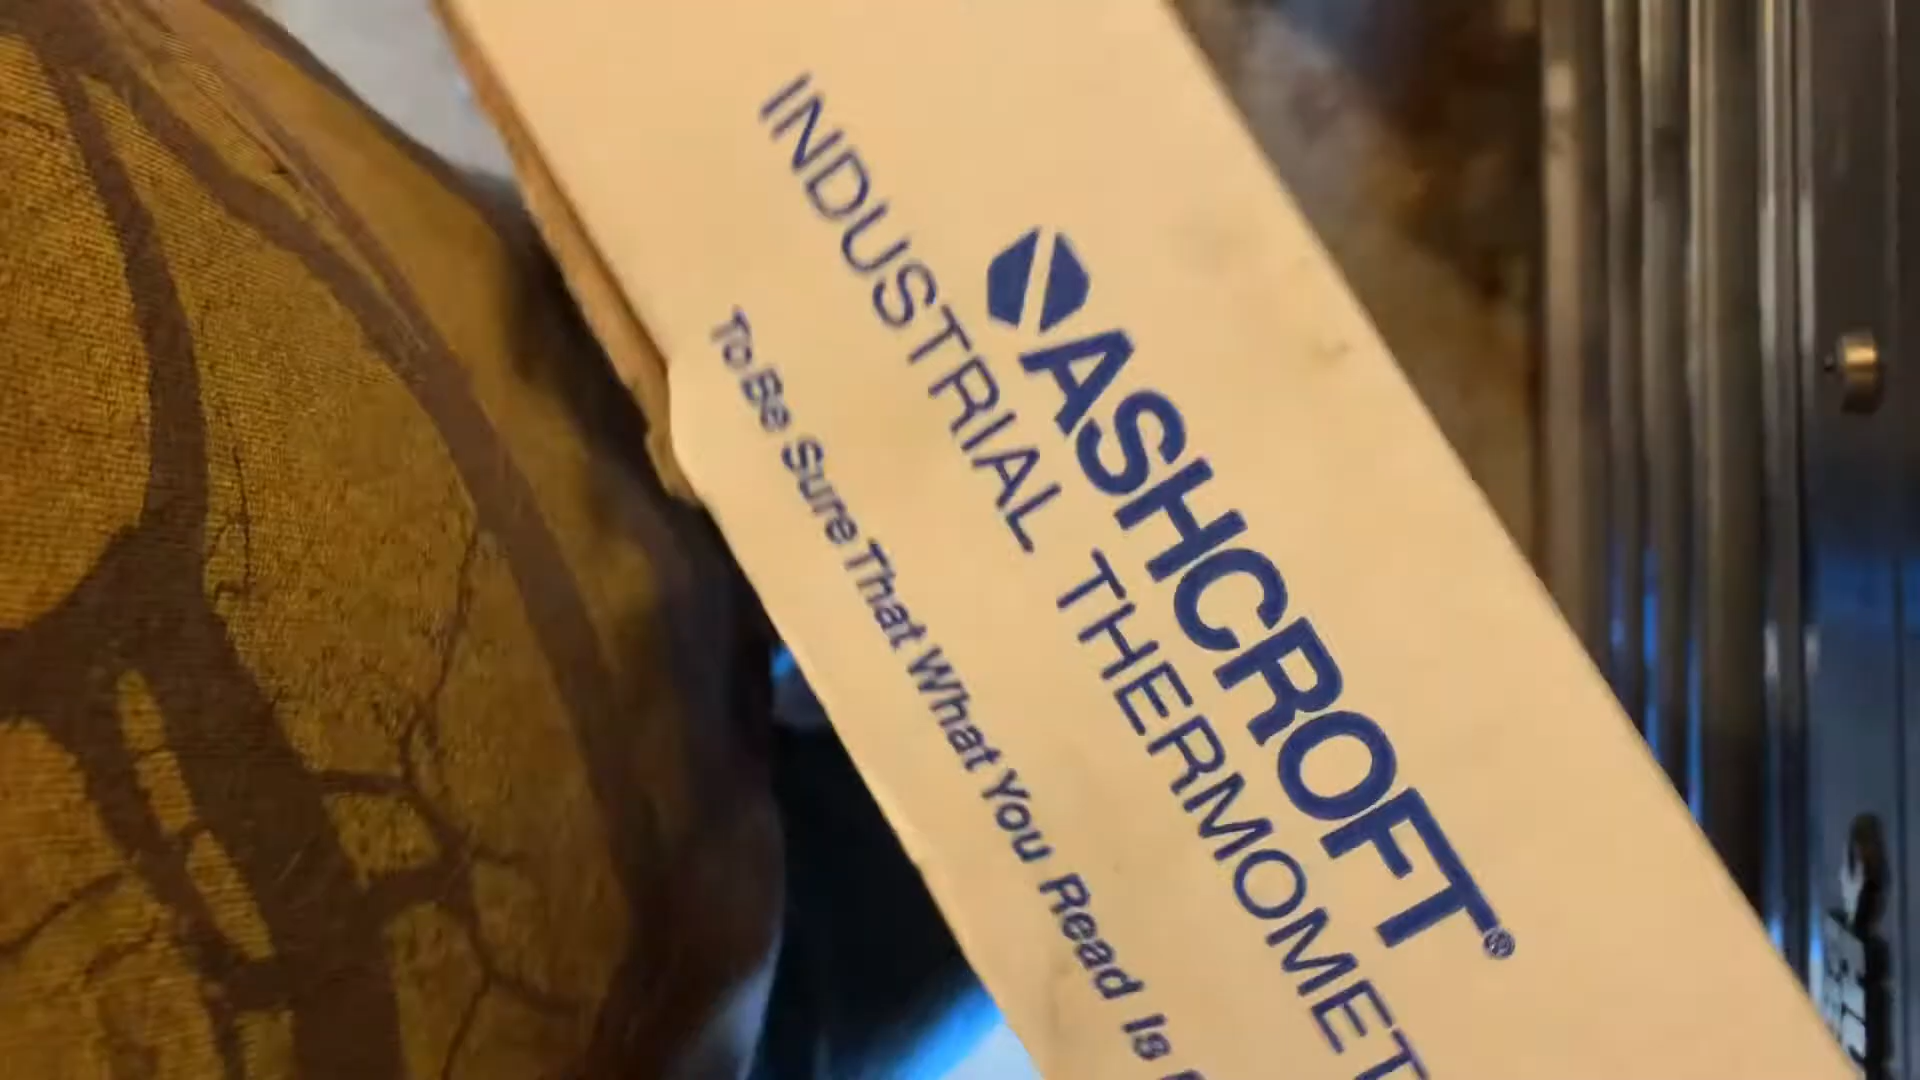 ASHCROFT®
INDUSTRIAL THERMOMET
To Be Sure That What You Read Is